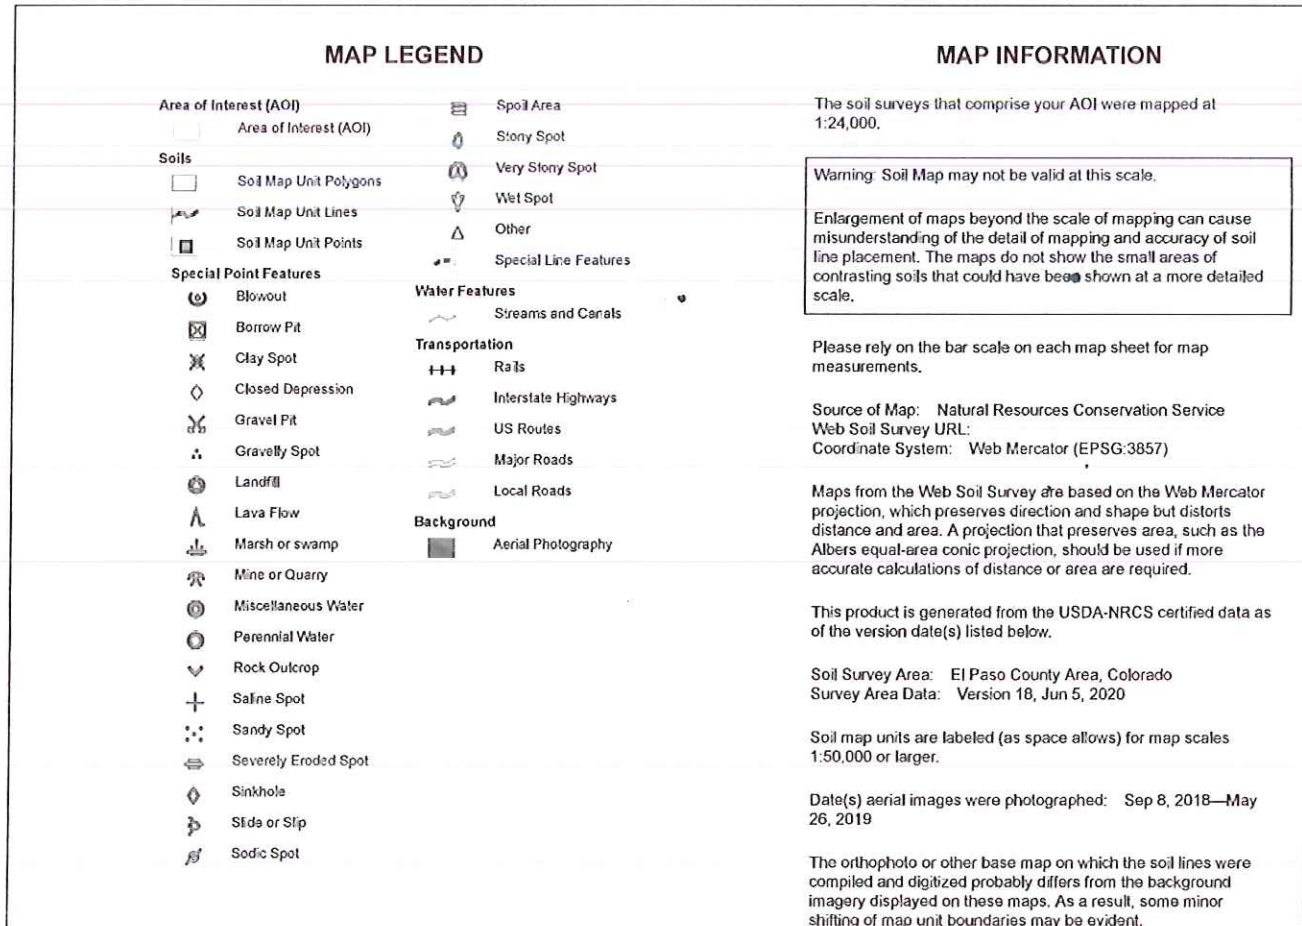 MAP LEGEND
Area of Interest (AOI)
Area of Interest (AOI)
Soils
Soil Map Unit Polygons
Soil Map Unit Lines
Soil Map Unit Points
Special Point Features
Blowout
Borrow Pit
Clay Spot
Closed Depression
Gravel Pit
Gravelly Spot
Landfill
Lava Flow
Marsh or swamp
Mine or Quarry
Miscellaneous Water
Perennial Water
Rock Outcrop
Saline Spot
Sandy Spot
Severely Eroded Spot
Sinkhole
Slide or Slip
Sodic Spot
Spoil Area
Stony Spot
Very Stony Spot
Wet Spot
Other
Special Line Features
Water Features
Streams and Canals
Transportation
Rails
Interstate Highways
US Routes
Major Roads
Local Roads
Background
Aerial Photography
MAP INFORMATION
The soil surveys that comprise your AOI were mapped at
1:24,000.
Warning: Soil Map may not be valid at this scale.
Enlargement of maps beyond the scale of mapping can cause
misunderstanding of the detail of mapping and accuracy of soil
line placement. The maps do not show the small areas of
contrasting soils that could have been shown at a more detailed
scale.
Please rely on the bar scale on each map sheet for map
measurements.
Source of Map: Natural Resources Conservation Service
Web Soil Survey URL:
Coordinate System: Web Mercator (EPSG:3857)
Maps from the Web Soil Survey are based on the Web Mercator
projection, which preserves direction and shape but distorts
distance and area. A projection that preserves area, such as the
Albers equal-area conic projection, should be used if more
accurate calculations of distance or area are required.
This product is generated from the USDA-NRCS certified data as
of the version date(s) listed below.
Soil Survey Area: El Paso County Area, Colorado
Survey Area Data: Version 18, Jun 5, 2020
Soil map units are labeled (as space allows) for map scales
1:50,000 or larger.
Date(s) aerial images were photographed: Sep 8, 2018—May
26, 2019
The orthophoto or other base map on which the soil lines were
compiled and digitized probably differs from the background
imagery displayed on these maps. As a result, some minor
shifting of map unit boundaries may be evident.